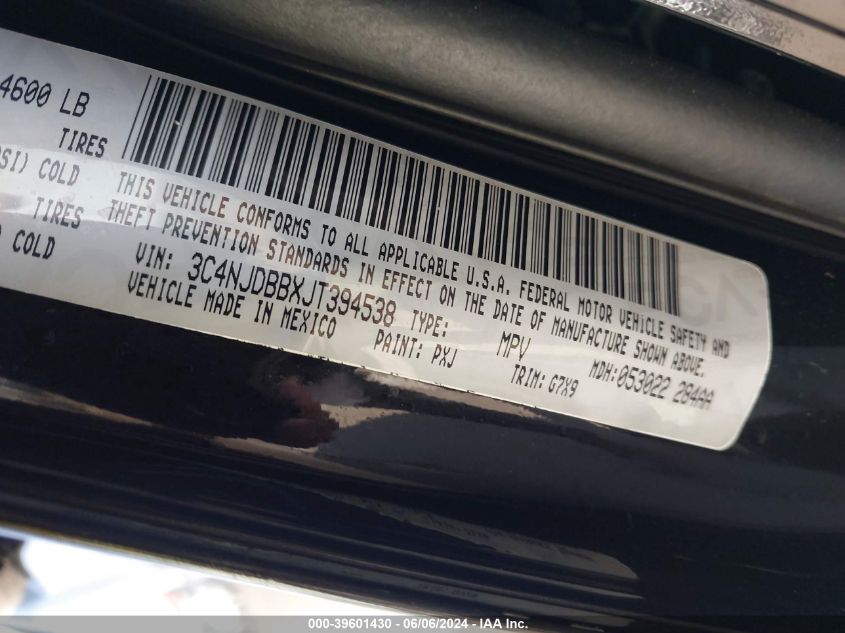 4600 LB
TIRES
PSI) COLD
TIRES
) COLD
THIS VEHICLE CONFORMS TO ALL APPLICABLE U.S.A. FEDERAL MOTOR VEHICLE SAFETY AND
THEFT PREVENTION STANDARDS IN EFFECT ON THE DATE OF MANUFACTURE SHOWN ABOVE.
VIN: 3C4NJDBBXJT394538 TYPE: MPV MDH: 053022 284AA
VEHICLE MADE IN MEXICO PAINT: PXJ TRIM: G7X9
000-39601430 - 06/06/2024 - IAA Inc.